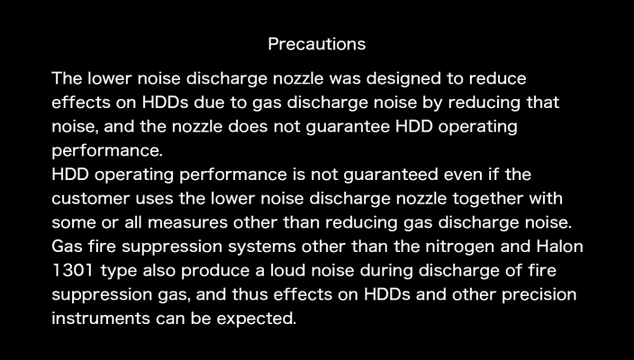 Precautions
The lower noise discharge nozzle was designed to reduce
effects on HDDs due to gas discharge noise by reducing that
noise, and the nozzle does not guarantee HDD operating
performance.
HDD operating performance is not guaranteed even if the
customer uses the lower noise discharge nozzle together with
some or all measures other than reducing gas discharge noise.
Gas fire suppression systems other than the nitrogen and Halon
1301 type also produce a loud noise during discharge of fire
suppression gas, and thus effects on HDDs and other precision
instruments can be expected.